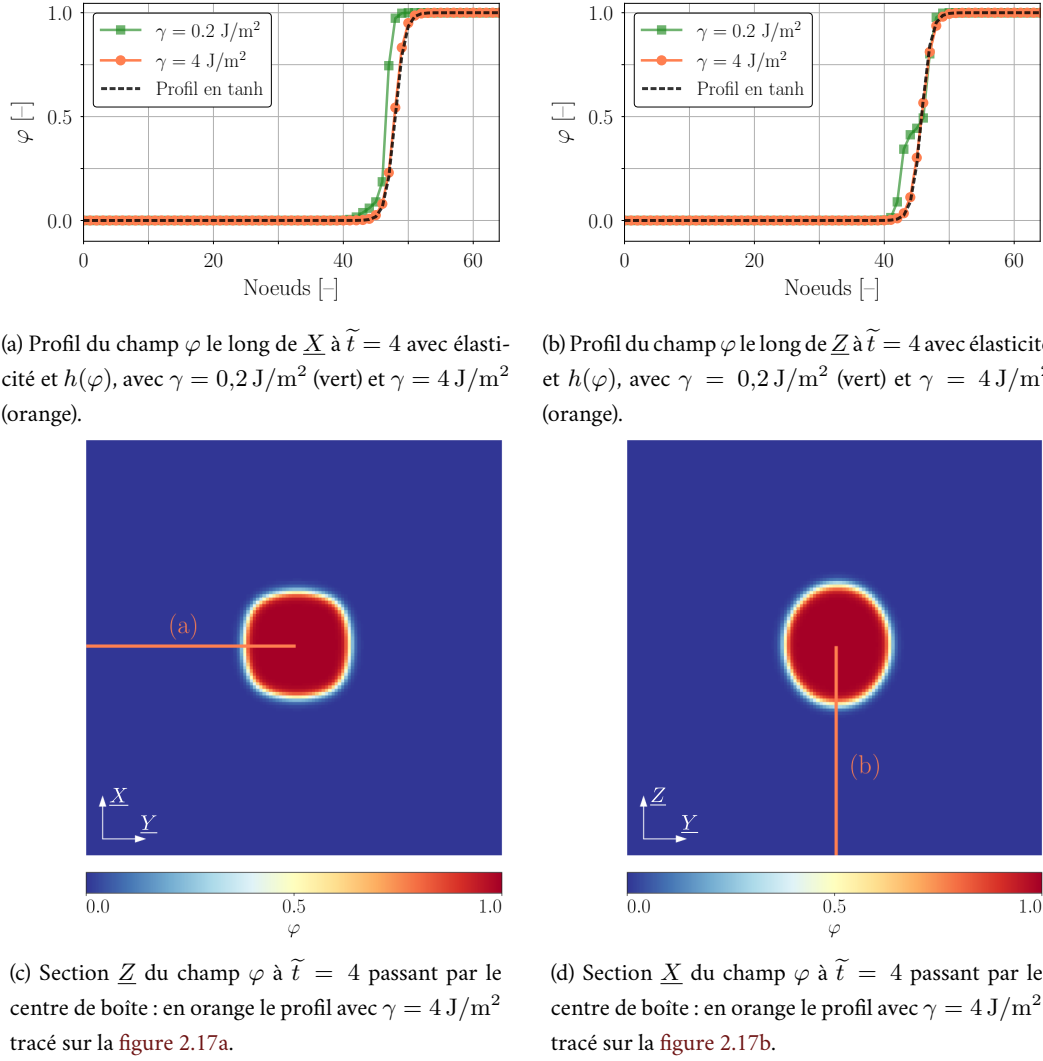 1.0
0.5
0.0
φ [–]
γ = 0.2 J/m²
γ = 4 J/m²
Profil en tanh
0 20 40 60
Noeuds [–]
1.0
0.5
0.0
φ [–]
γ = 0.2 J/m²
γ = 4 J/m²
Profil en tanh
0 20 40 60
Noeuds [–]
(a) Profil du champ φ le long de X à t̃ = 4 avec élasti-
cité et h(φ), avec γ = 0,2 J/m² (vert) et γ = 4 J/m²
(orange).
(b) Profil du champ φ le long de Z à t̃ = 4 avec élasticité
et h(φ), avec γ = 0,2 J/m² (vert) et γ = 4 J/m²
(orange).
(a)
X
Y
0.0 0.5 1.0
φ
(b)
Z
Y
0.0 0.5 1.0
φ
(c) Section Z du champ φ à t̃ = 4 passant par le
centre de boîte : en orange le profil avec γ = 4 J/m²
tracé sur la figure 2.17a.
(d) Section X du champ φ à t̃ = 4 passant par le
centre de boîte : en orange le profil avec γ = 4 J/m²
tracé sur la figure 2.17b.